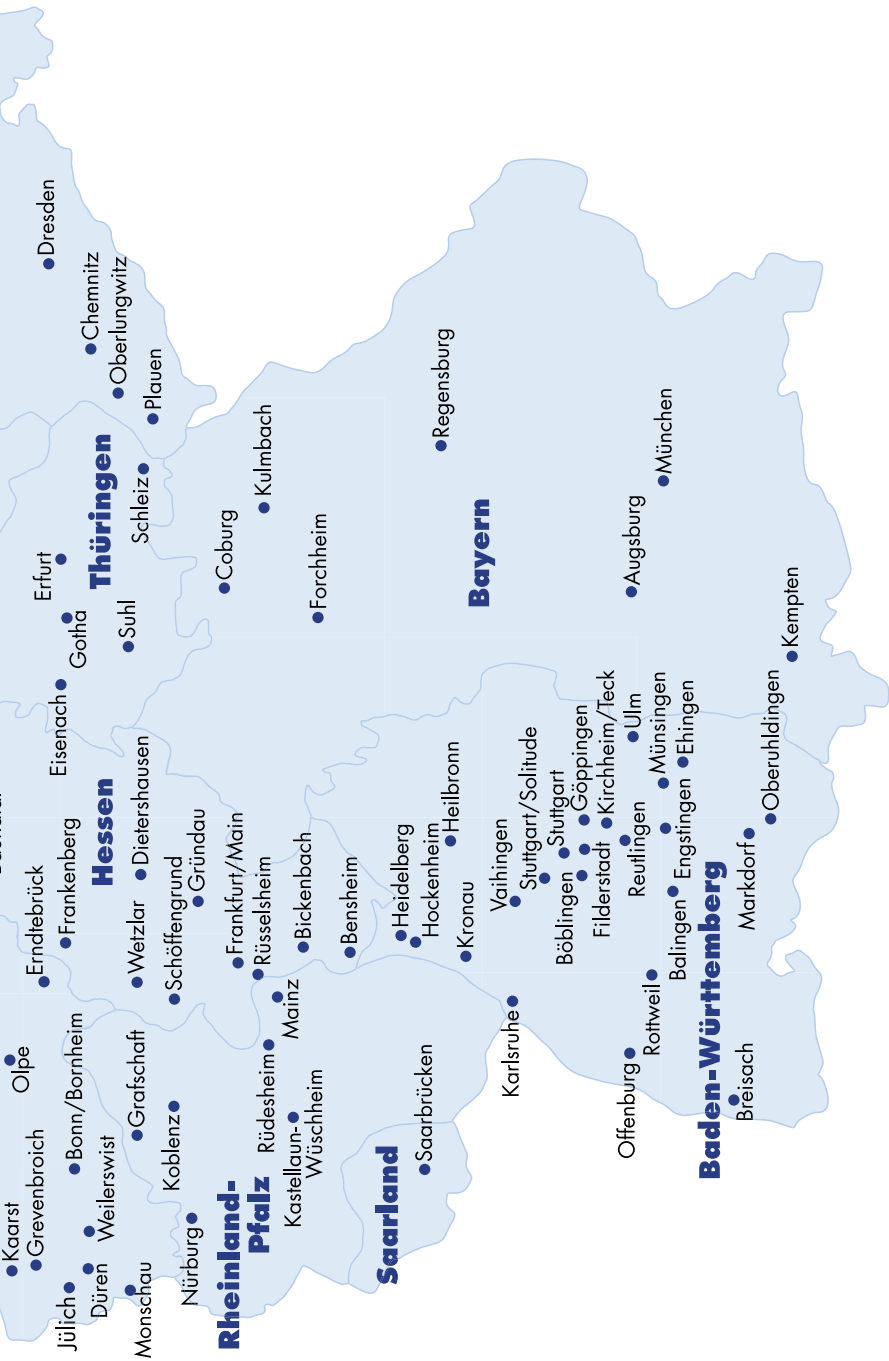 Kaarst
Olpe
Grevenbroich
Erndtebrück
Erfurt
Dresden
Jülich
Bonn/Bornheim
Frankenberg
Eisenach
Gotha
Düren
Weilerswist
Chemnitz
Hessen
Thüringen
Oberlungwitz
Monschau
Grafschaft
Wetzlar
Dietershausen
Suhl
Schleiz
Plauen
Koblenz
Schöffengrund
Nürburg
Gründau
Rheinland-
Pfalz
Coburg
Frankfurt/Main
Rüsselsheim
Kulmbach
Rüdesheim
Mainz
Kastellaun-
Wüschheim
Bickenbach
Forchheim
Bensheim
Saarland
Saarbrücken
Heidelberg
Hockenheim
Heilbronn
Regensburg
Kronau
Bayern
Vaihingen
Karlsruhe
Stuttgart/Solitude
Stuttgart
Böblingen
Göppingen
Filderstadt
Kirchheim/Teck
Offenburg
Reutlingen
Ulm
Augsburg
Rottweil
Münsingen
München
Balingen
Engstingen
Ehingen
Baden-Württemberg
Breisach
Markdorf
Oberuhldingen
Kempten